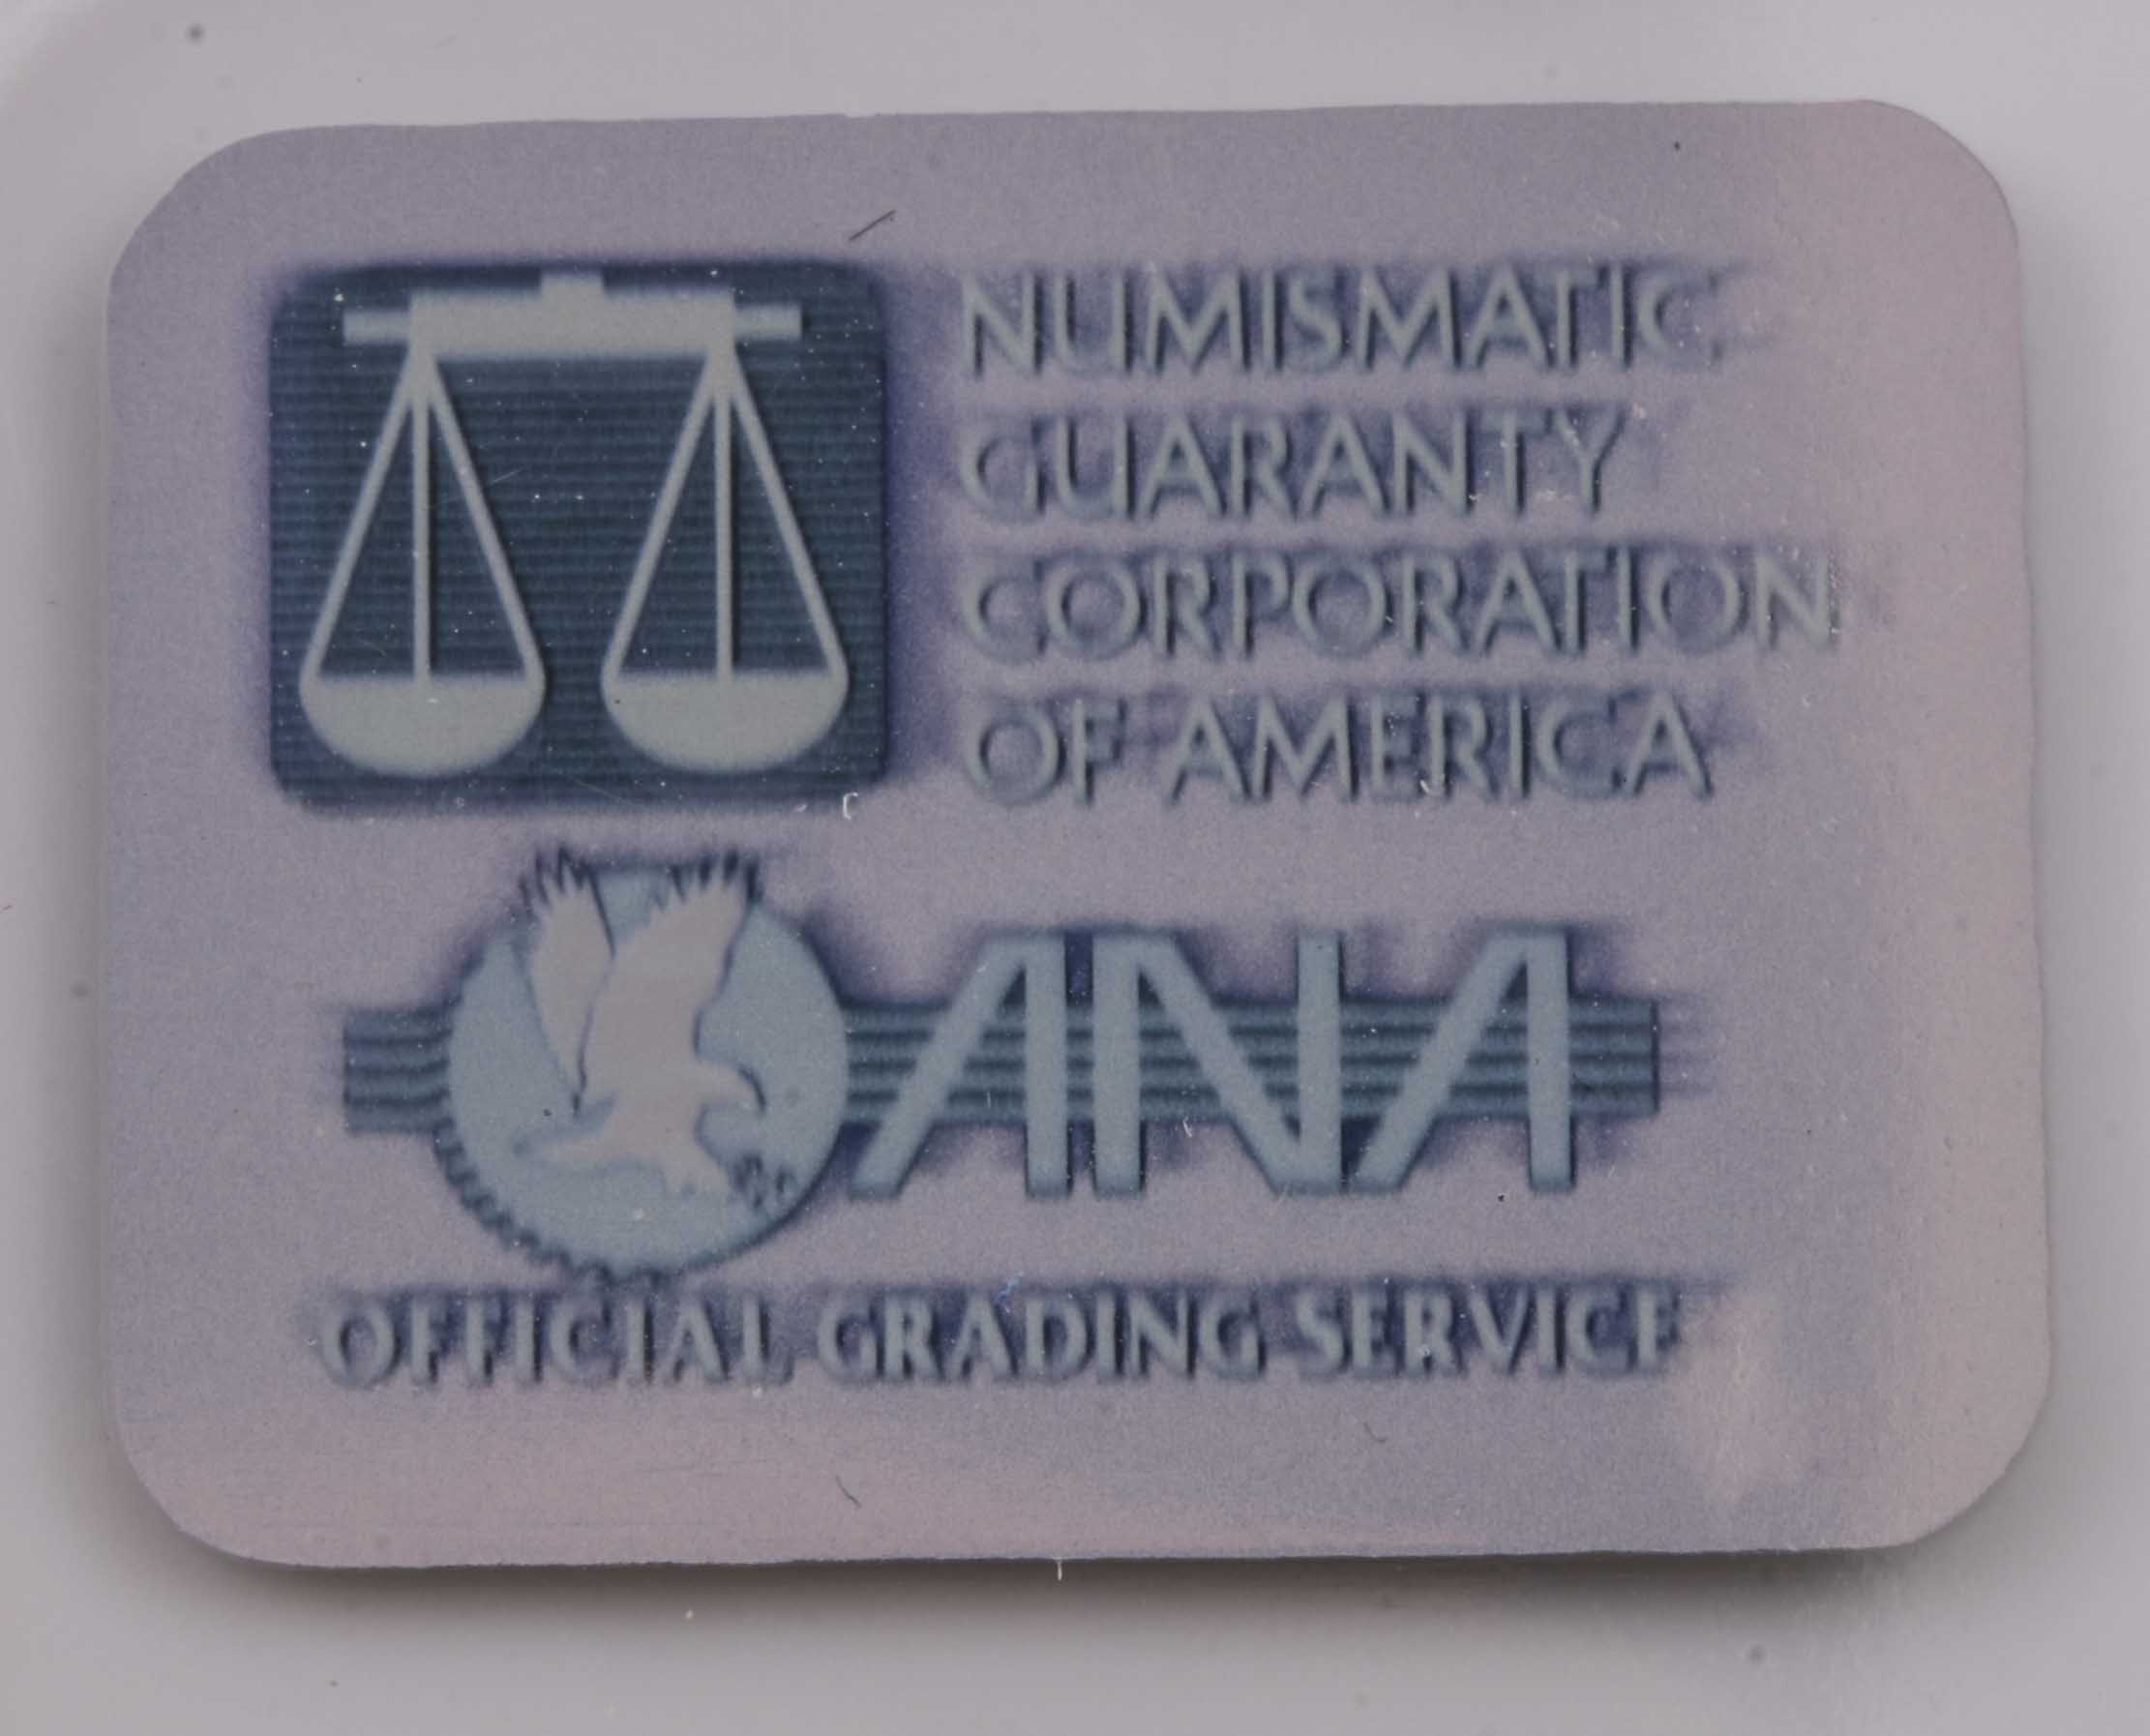 NUMISMATIC
GUARANTY
CORPORATION
OF AMERICA
ANA
OFFICIAL GRADING SERVICE